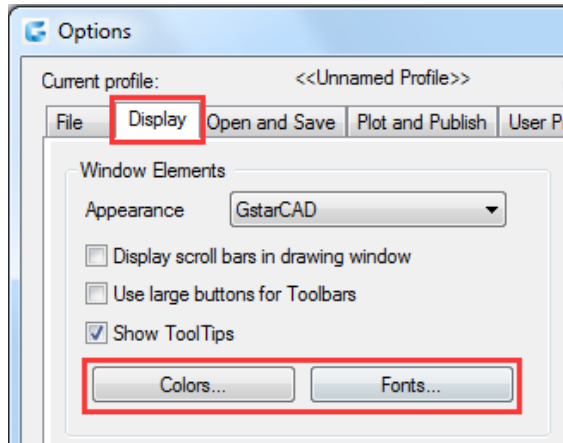 Options
Current profile: <<Unnamed Profile>>
File Display Open and Save Plot and Publish User
Window Elements
Appearance GstarCAD
Display scroll bars in drawing window
Use large buttons for Toolbars
Show ToolTips
Colors... Fonts...